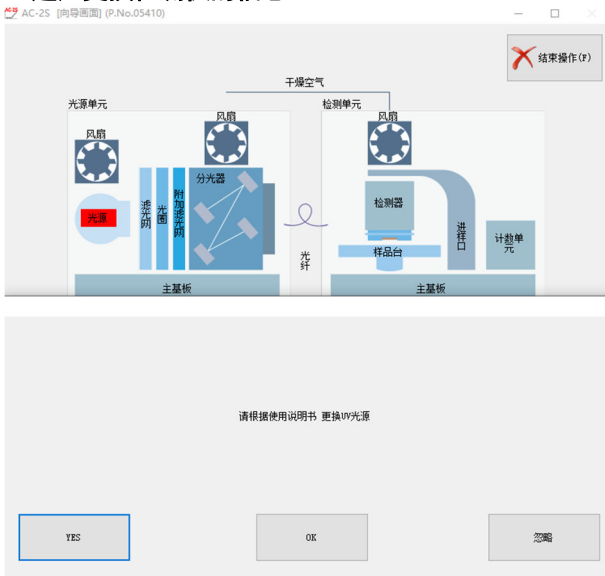 AC-2S [向导画面] (P.No.05410)
结束操作(F)
干燥空气
光源单元
检测单元
风扇
风扇
风扇
光源
滤光网
光圈
附加滤光网
分光器
光纤
检测器
样品台
进样口
计数单元
主基板
主基板
请根据使用说明书 更换UV光源
YES
OK
忽略